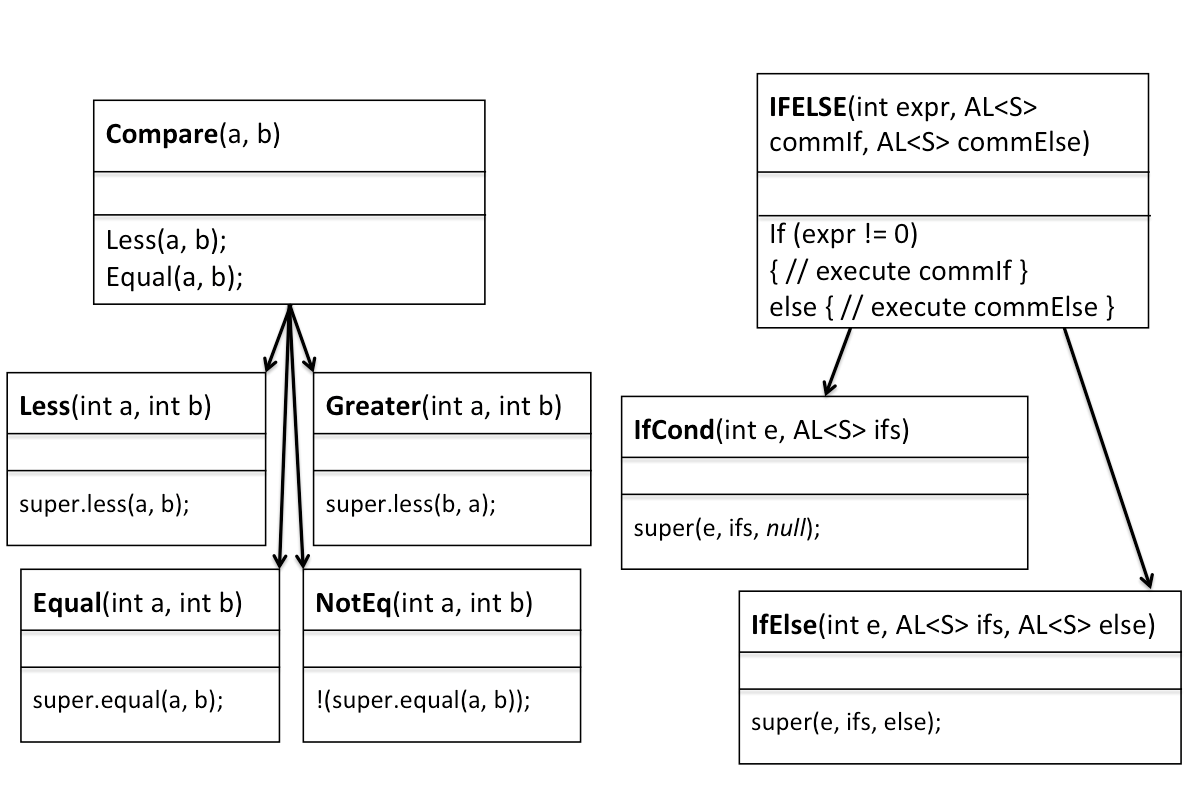 Compare(a, b)
Less(a, b);
Equal(a, b);
Less(int a, int b)
super.less(a, b);
Greater(int a, int b)
super.less(b, a);
Equal(int a, int b)
super.equal(a, b);
NotEq(int a, int b)
!(super.equal(a, b));
IFELSE(int expr, AL<S>
commIf, AL<S> commElse)
If (expr != 0)
{ // execute commIf }
else { // execute commElse }
IfCond(int e, AL<S> ifs)
super(e, ifs, null);
IfElse(int e, AL<S> ifs, AL<S> else)
super(e, ifs, else);